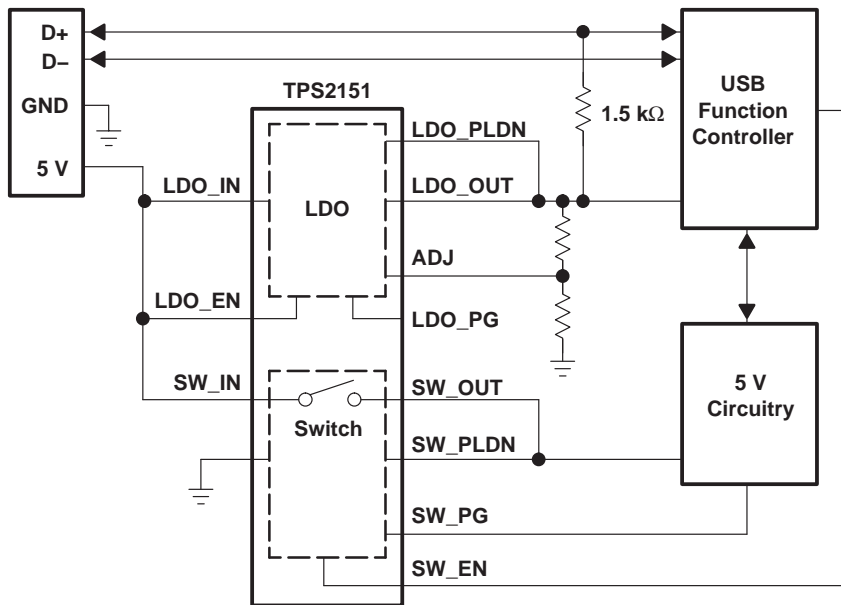 D+
D–
GND
5 V
TPS2151
LDO_IN
LDO_EN
SW_IN
LDO
Switch
LDO_PLDN
LDO_OUT
ADJ
LDO_PG
SW_OUT
SW_PLDN
SW_PG
SW_EN
1.5 kΩ
USB
Function
Controller
5 V
Circuitry